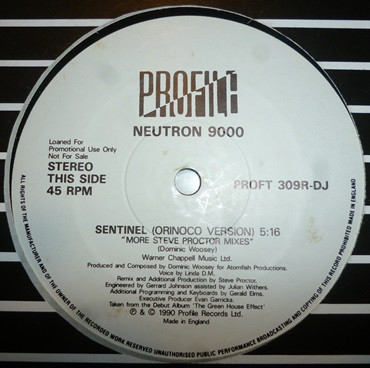 PROFILE
NEUTRON 9000
Loaned For
Promotional Use Only
Not For Sale
STEREO
THIS SIDE
45 RPM
PROFT 309R-DJ
SENTINEL (ORINOCO VERSION) 5:16
"MORE STEVE PROCTOR MIXES"
(Dominic Woosey)
Warner Chappell Music Ltd.
Produced and Composed by Dominic Woosey for Atomfish Productions.
Voice by Linda D.M.
Remix and Additional Production by Steve Proctor.
Engineered by Gerrard Johnson assisted by Julian Withers.
Additional Programming and Keyboards by Gerald Elms.
Executive Producer Evan Garricks.
Taken from the Debut Album 'The Green House Effect'
℗ & © 1990 Profile Records Ltd.
Made in England
ALL RIGHTS OF THE MANUFACTURER AND OF THE OWNER OF THE RECORDED WORK RESERVED UNAUTHORISED PUBLIC PERFORMANCE BROADCASTING AND COPYING OF THIS RECORD PROHIBITED MADE IN ENGLAND